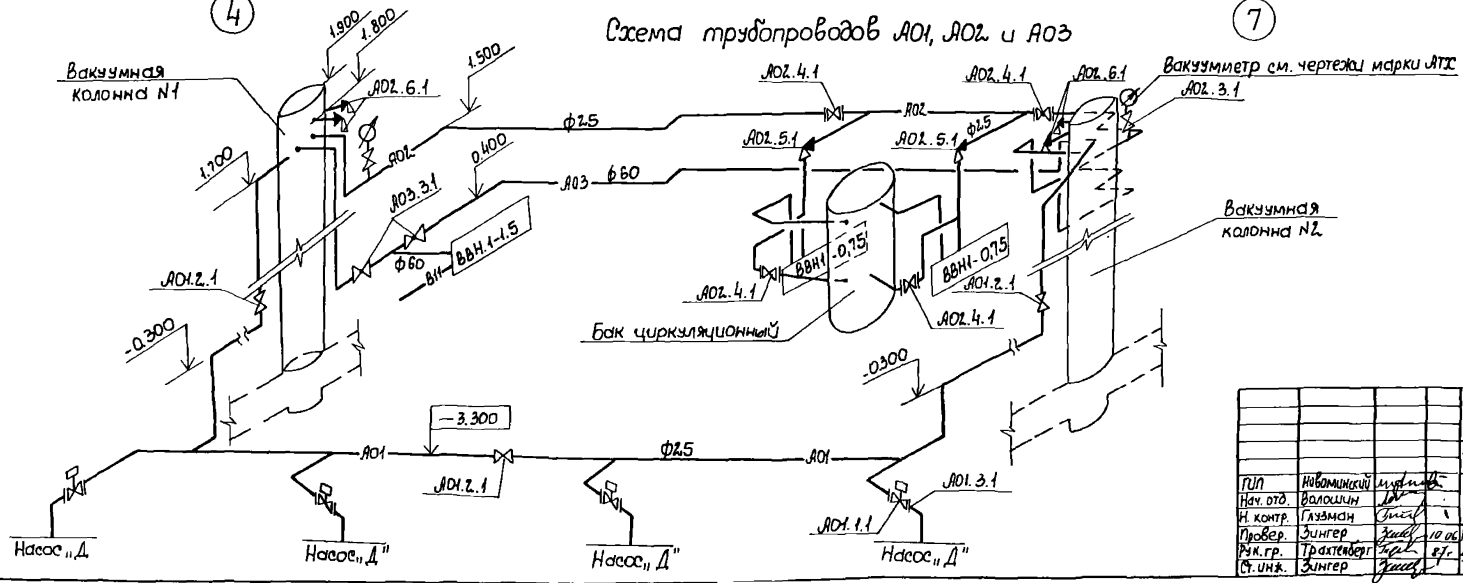 4
Схема трубопроводов А01, А02 и А03
7
Вакуумная
колонна N1
1.900
1.800
А02.6.1
1.500
А02.4.1
А02.4.1
А02.6.1
Вакуумметр см. чертежи марки АТХ
А02.3.1
1.700
А02
ф25
А02
А02.5.1
А02.5.1
ф25
А03.3.1
0.400
А03
ф60
ВВН.1-1.5
ф60
В11
ВВН1-0,75
ВВН1-0,75
Вакуумная
колонна N2
А01.2.1
А02.4.1
А02.4.1
А01.2.1
Бак циркуляционный
-0.300
-0.300
-3.300
А01
А01.2.1
ф25
А01
А01.3.1
А01.1.1
Насос „Д
Насос „Д"
Насос „Д"
Насос „Д"
ГИП Новоминский
Нач. отд. Волошин
Н. контр. Глузман
Провер. Зингер 10.06
Рук. гр. Трахтенберг 87г
Ст. инж. Зингер